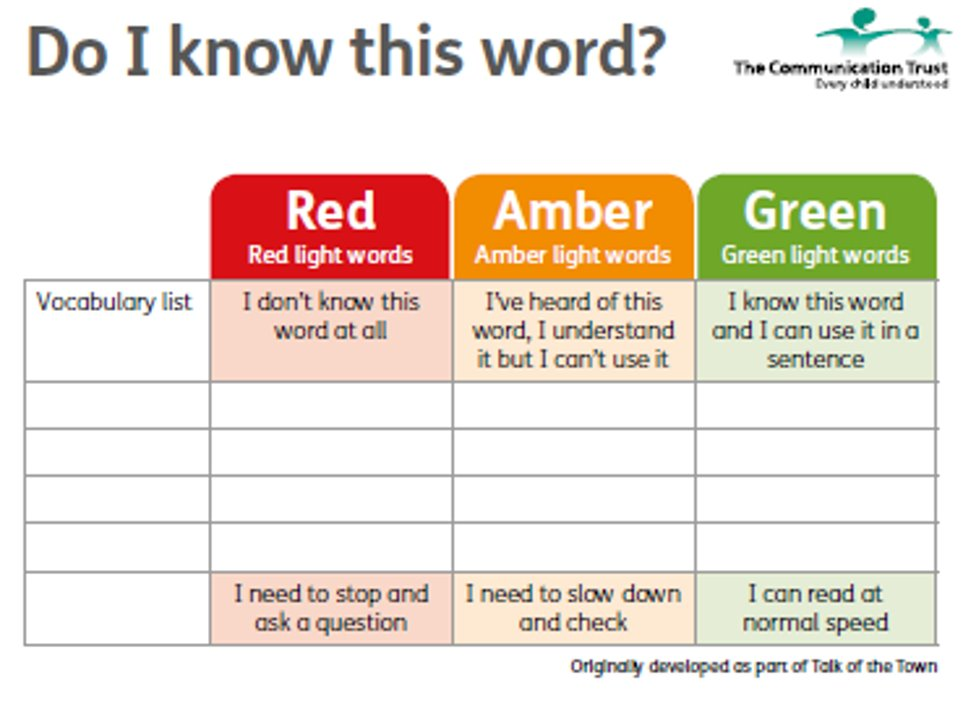 Do I know this word?
The Communication Trust
Every child understood
Red
Red light words
Amber
Amber light words
Green
Green light words
Vocabulary list
I don't know this
word at all
I've heard of this
word, I understand
it but I can't use it
I know this word
and I can use it in a
sentence
I need to stop and
ask a question
I need to slow down
and check
I can read at
normal speed
Originally developed as part of Talk of the Town